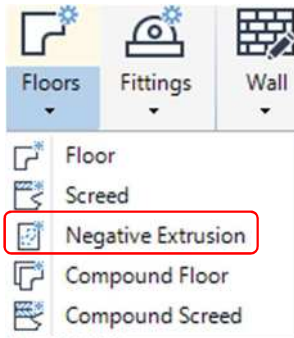 Floors Fittings Wall
Floor
Screed
Negative Extrusion
Compound Floor
Compound Screed